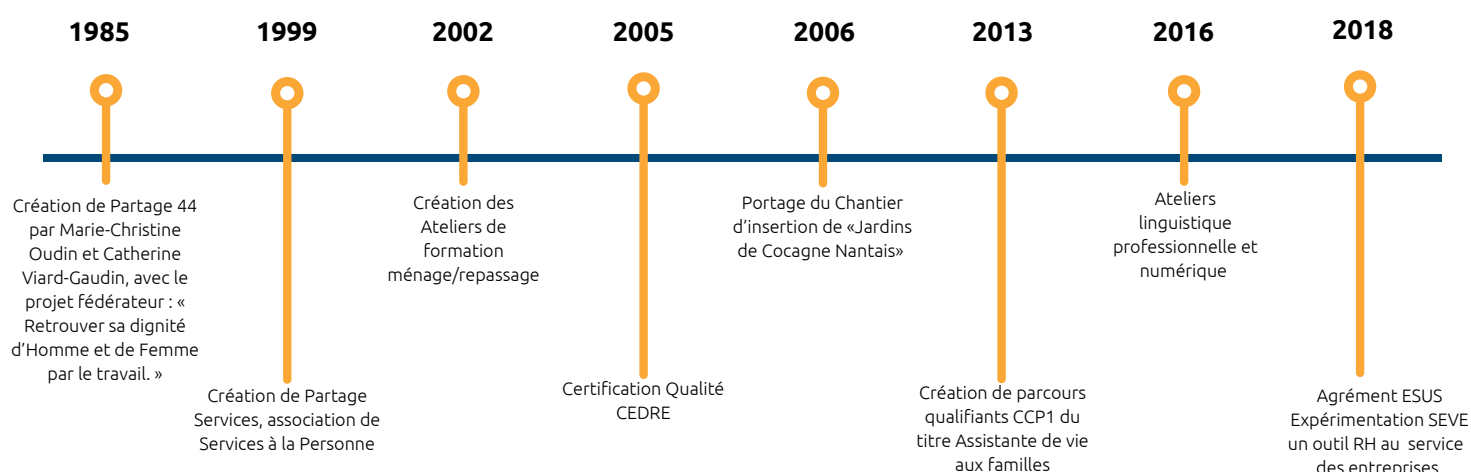 1985
1999
2002
2005
2006
2013
2016
2018
Création de Partage 44
par Marie-Christine
Oudin et Catherine
Viard-Gaudin, avec le
projet fédérateur : «
Retrouver sa dignité
d’Homme et de Femme
par le travail. »
Création de Partage
Services, association de
Services à la Personne
Création des
Ateliers de
formation
ménage/repassage
Certification Qualité
CEDRE
Portage du Chantier
d’insertion de «Jardins
de Cocagne Nantais»
Création de parcours
qualifiants CCP1 du
titre Assistante de vie
aux familles
Ateliers
linguistique
professionnelle et
numérique
Agrément ESUS
Expérimentation SEVE
un outil RH au service
des entreprises